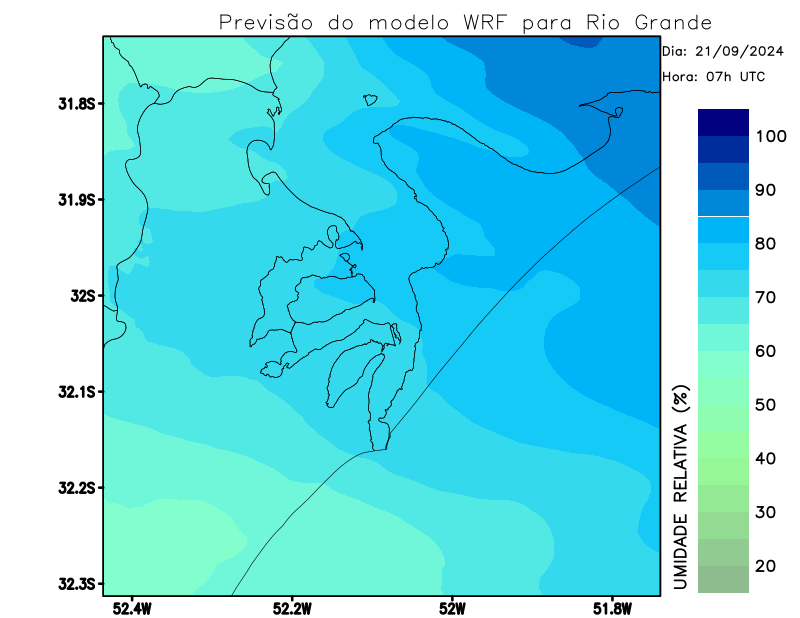 Previsão do modelo WRF para Rio Grande
Dia: 21/09/2024
Hora: 07h UTC
31.8S
31.9S
32S
32.1S
32.2S
32.3S
52.4W
52.2W
52W
51.8W
UMIDADE RELATIVA (%)
100
90
80
70
60
50
40
30
20